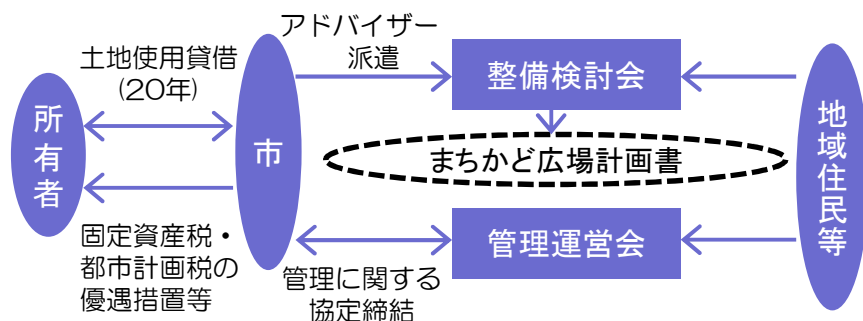 アドバイザー
派遣
土地使用貸借
(20年)
整備検討会
所有者
市
まちかど広場計画書
地域住民等
固定資産税・
都市計画税の
優遇措置等
管理運営会
管理に関する
協定締結